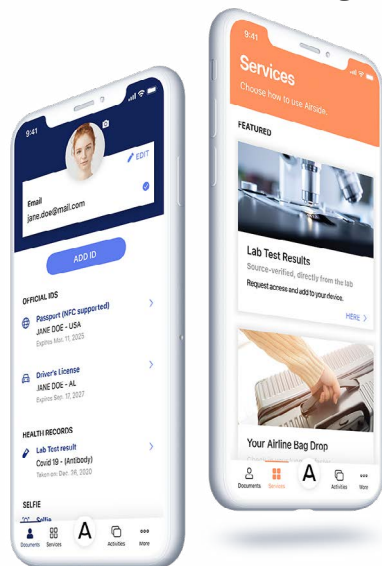 9:41
EDIT
Email
jane.doe@mail.com
ADD ID
OFFICIAL IDS
Passport (NFC supported)
JANE DOE - USA
Expires Mar. 11, 2025
Driver's License
JANE DOE - AL
Expires Sep. 17, 2027
HEALTH RECORDS
Lab Test result
Covid 19 - (Antibody)
Taken on: Dec. 26, 2020
SELFIE
Selfie
Documents
Services
A
Activities
More
9:41
Services
Choose how to use Airside.
FEATURED
Lab Test Results
Source-verified, directly from the lab
Request access and add to your device.
HERE
Your Airline Bag Drop
Documents
Services
A
Activities
More